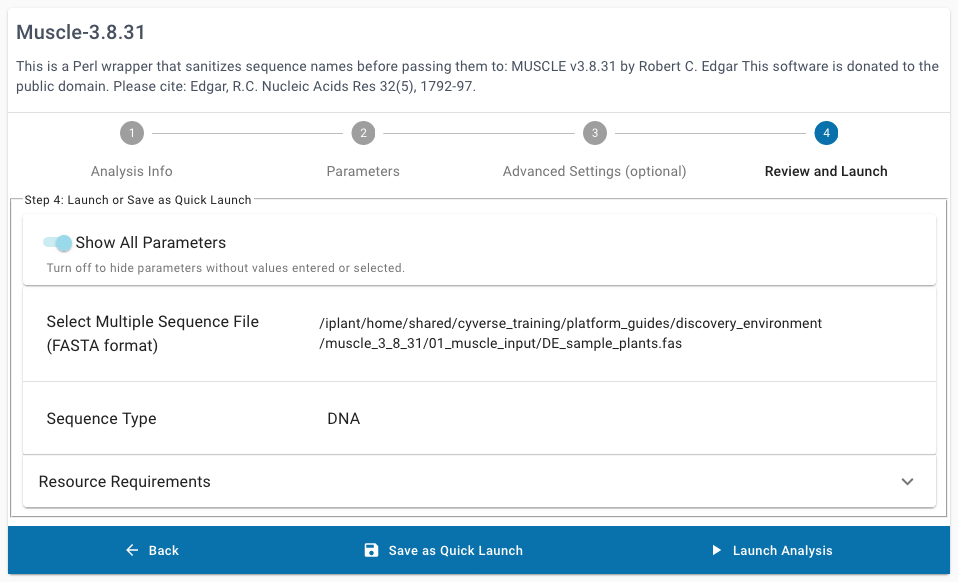 Muscle-3.8.31
This is a Perl wrapper that sanitizes sequence names before passing them to: MUSCLE v3.8.31 by Robert C. Edgar This software is donated to the
public domain. Please cite: Edgar, R.C. Nucleic Acids Res 32(5), 1792-97.
1 2 3 4
Analysis Info Parameters Advanced Settings (optional) Review and Launch
Step 4: Launch or Save as Quick Launch
Show All Parameters
Turn off to hide parameters without values entered or selected.
Select Multiple Sequence File
(FASTA format)
/iplant/home/shared/cyverse_training/platform_guides/discovery_environment
/muscle_3_8_31/01_muscle_input/DE_sample_plants.fas
Sequence Type DNA
Resource Requirements
Back Save as Quick Launch Launch Analysis